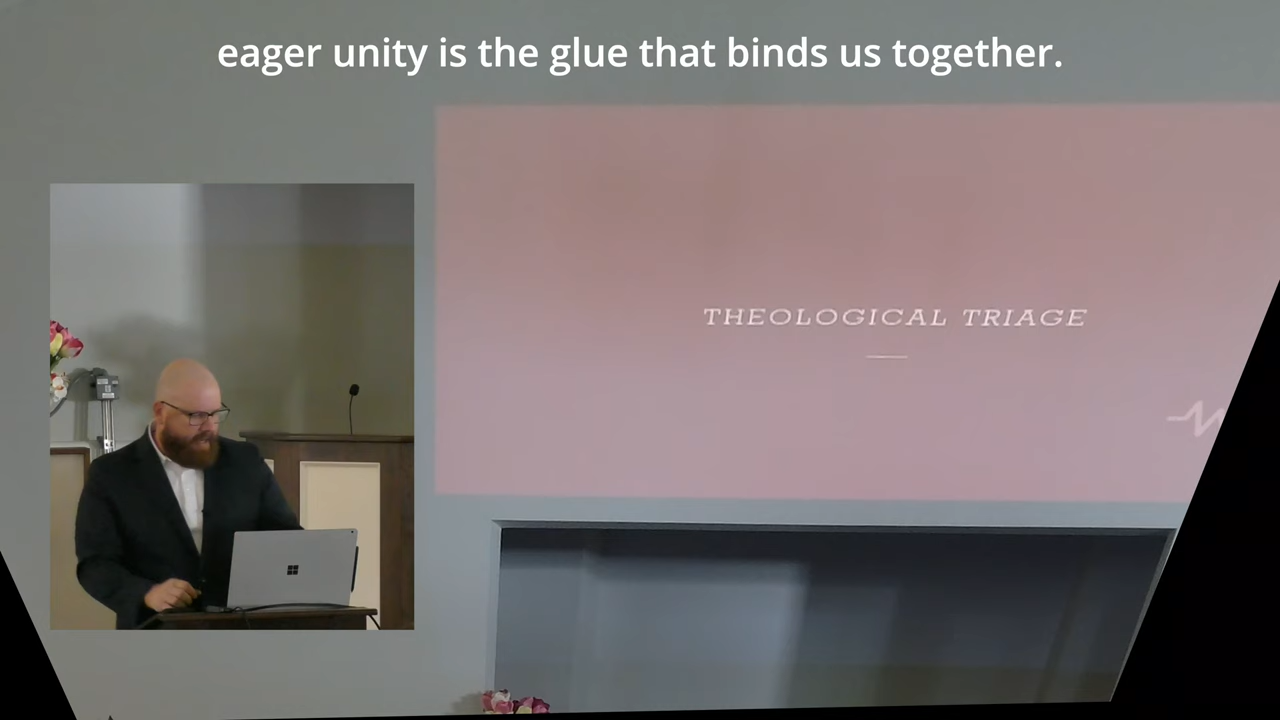 eager unity is the glue that binds us together.
THEOLOGICAL TRIAGE